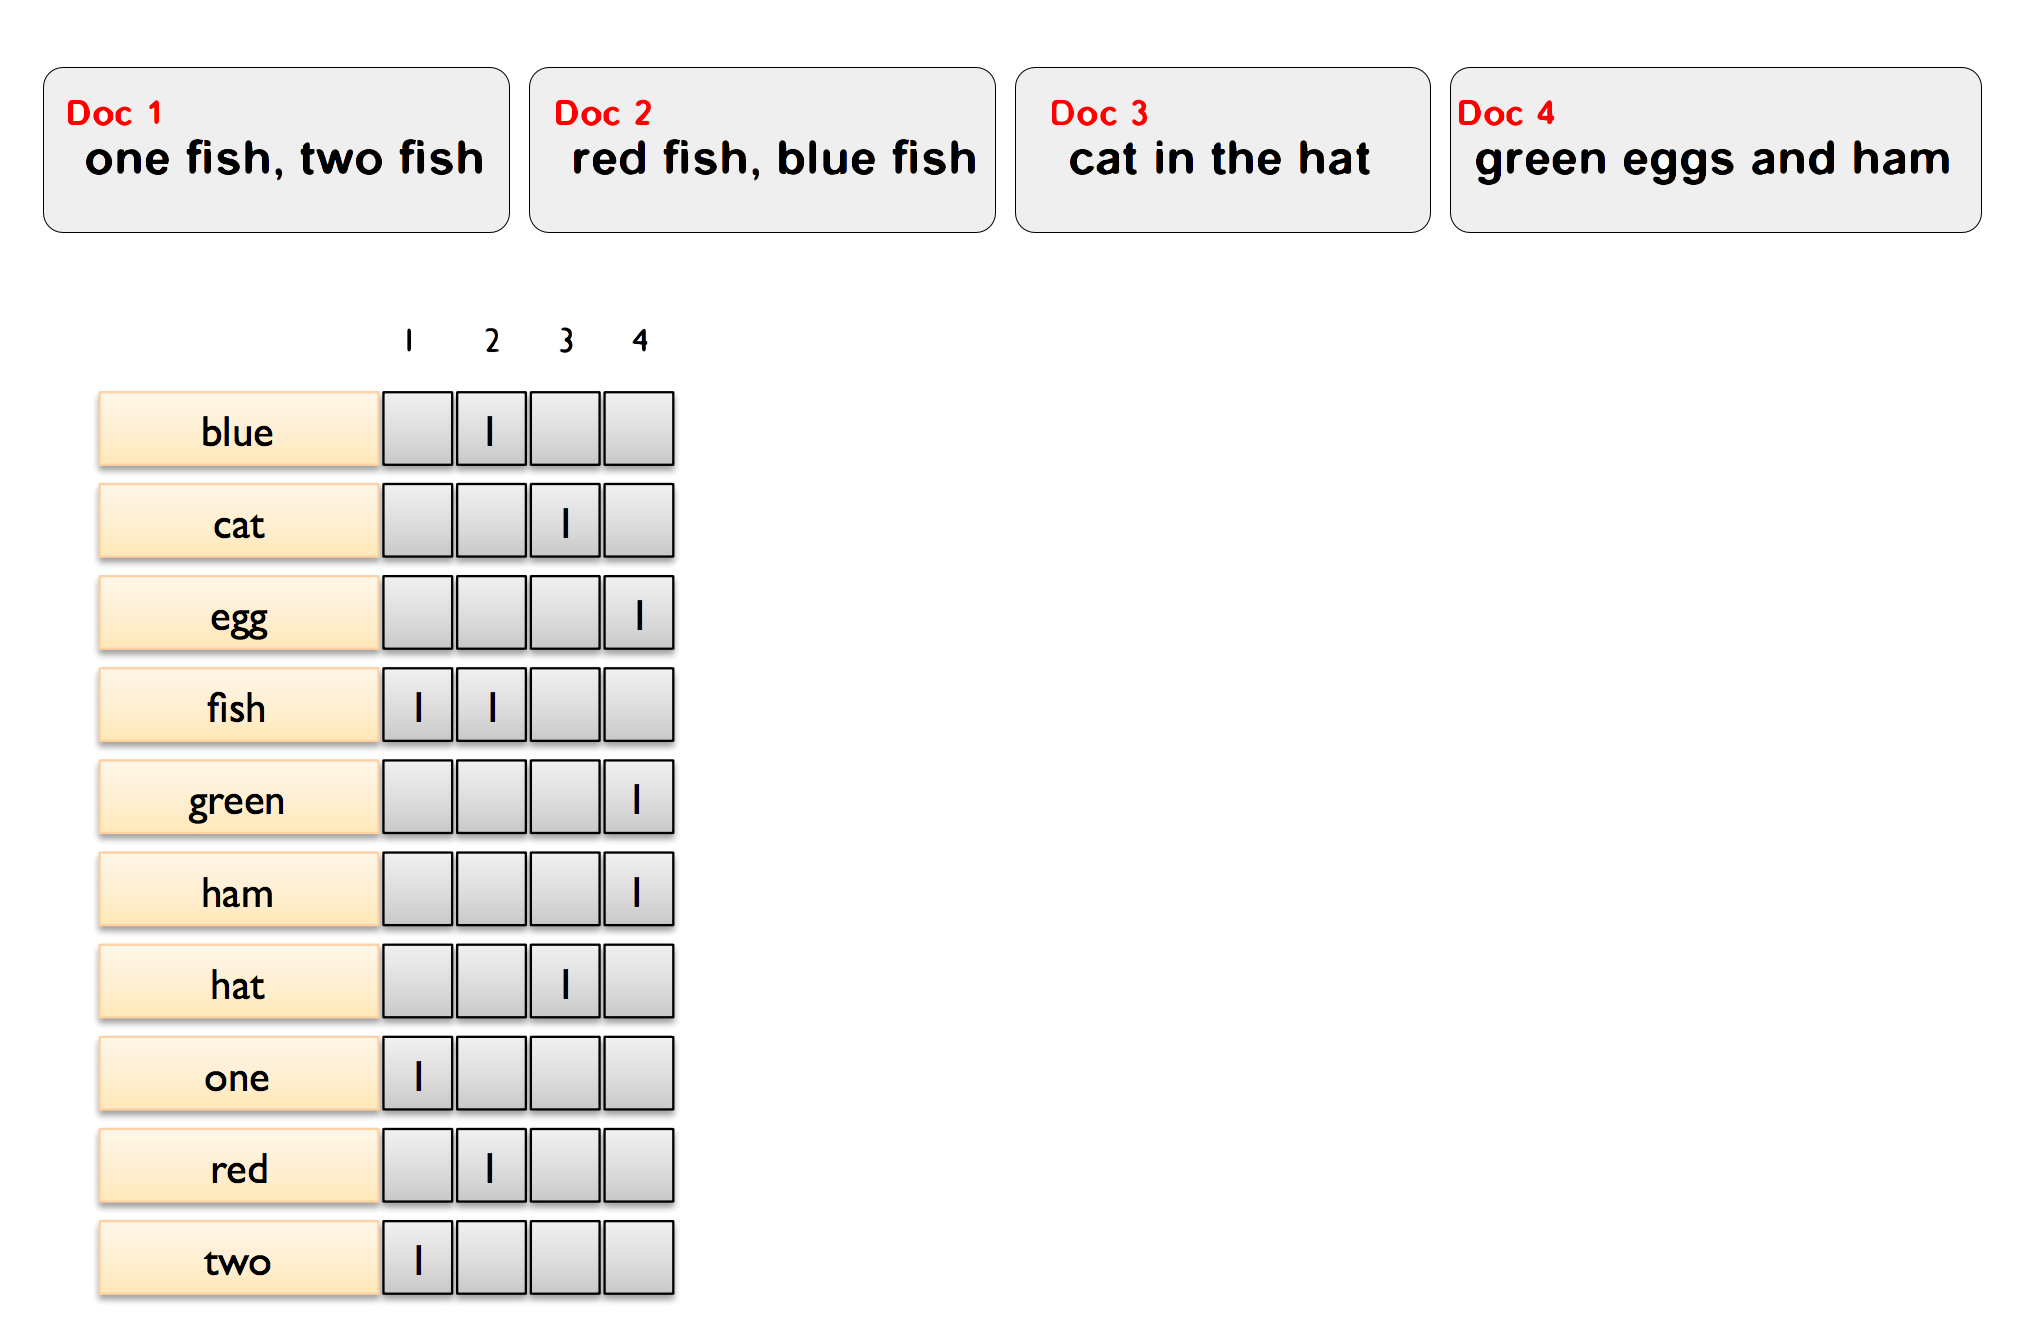 Doc 1
one fish, two fish
Doc 2
red fish, blue fish
Doc 3
cat in the hat
Doc 4
green eggs and ham
1 2 3 4
blue 1
cat 1
egg 1
fish 1 1
green 1
ham 1
hat 1
one 1
red 1
two 1